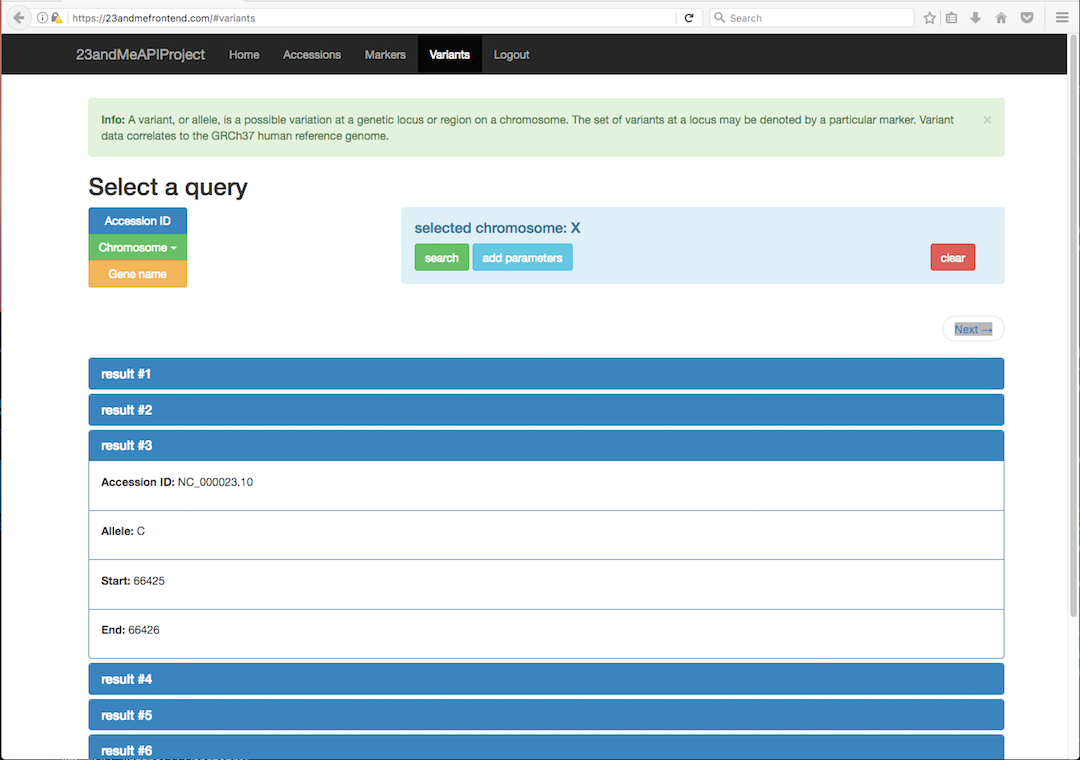 https://23andmefrontend.com/#variants
Search
23andMeAPIProject Home Accessions Markers Variants Logout
Info: A variant, or allele, is a possible variation at a genetic locus or region on a chromosome. The set of variants at a locus may be denoted by a particular marker. Variant
data correlates to the GRCh37 human reference genome.
×
Select a query
Accession ID
Chromosome
Gene name
selected chromosome: X
search add parameters clear
Next →
result #1
result #2
result #3
Accession ID: NC_000023.10
Allele: C
Start: 66425
End: 66426
result #4
result #5
result #6